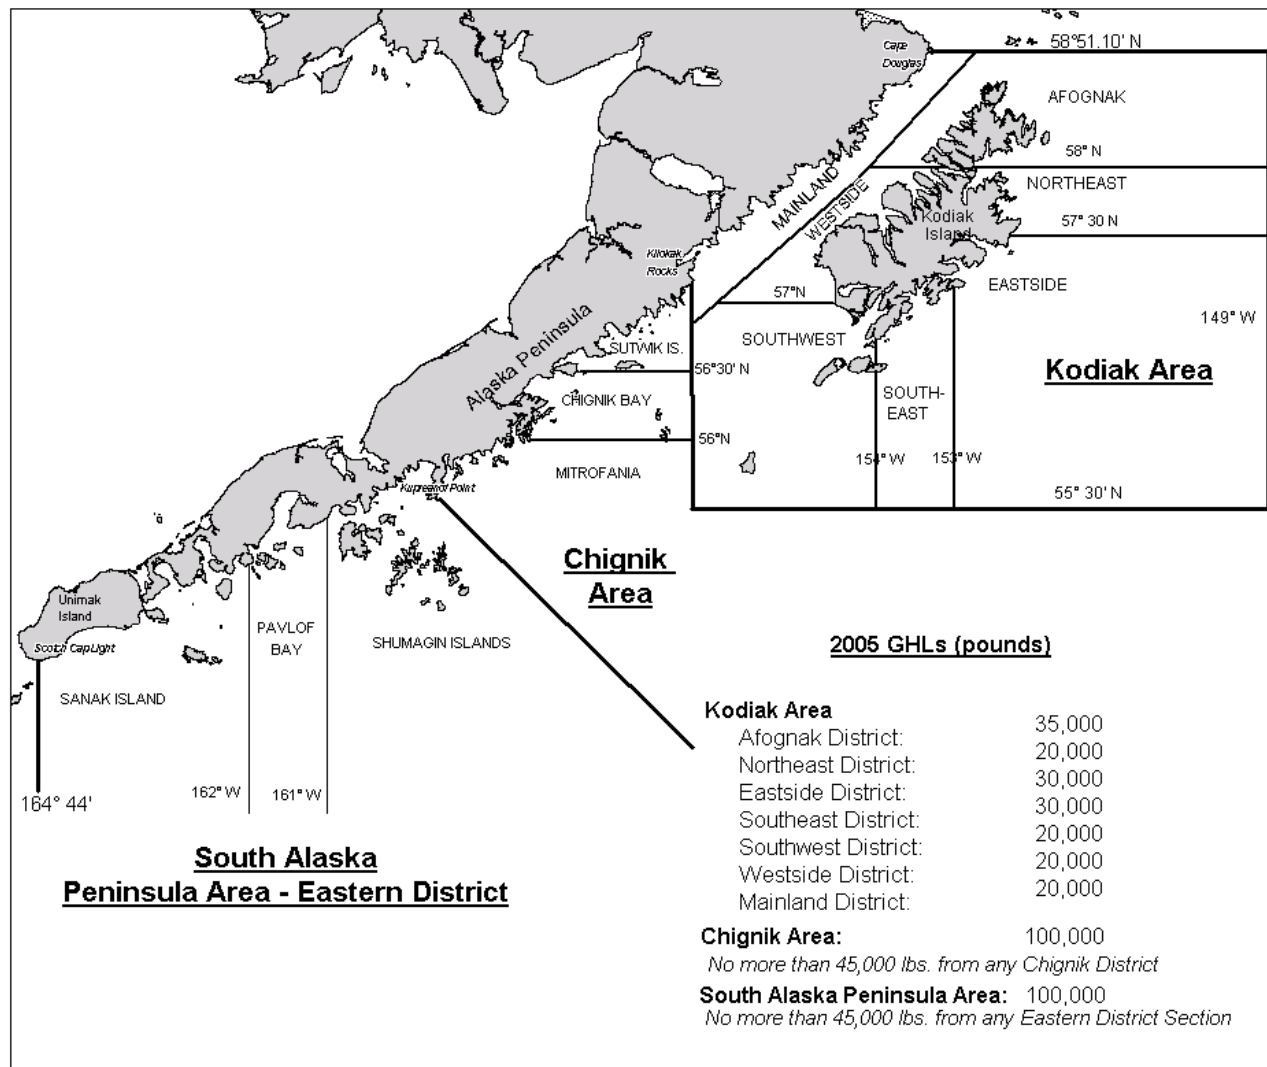 Cape
Douglas
58°51.10' N
AFOGNAK
58° N
NORTHEAST
MAINLAND
WESTSIDE
Kodiak
Island
57° 30 N
Kilokak
Rocks
EASTSIDE
57°N
149° W
SOUTHWEST
Alaska Peninsula
SUTWIK IS.
56°30' N
Kodiak Area
CHIGNIK BAY
SOUTH-
EAST
56°N
154° W
153° W
MITROFANIA
Kupreanof Point
55° 30' N
Chignik
Area
Unimak
Island
PAVLOF
BAY
SHUMAGIN ISLANDS
Scotch Cap Light
SANAK ISLAND
162° W
161° W
164° 44'
South Alaska
Peninsula Area - Eastern District
2005 GHLs (pounds)
Kodiak Area
Afognak District: 35,000
Northeast District: 20,000
Eastside District: 30,000
Southeast District: 30,000
Southwest District: 20,000
Westside District: 20,000
Mainland District: 20,000
Chignik Area: 100,000
No more than 45,000 lbs. from any Chignik District
South Alaska Peninsula Area: 100,000
No more than 45,000 lbs. from any Eastern District Section